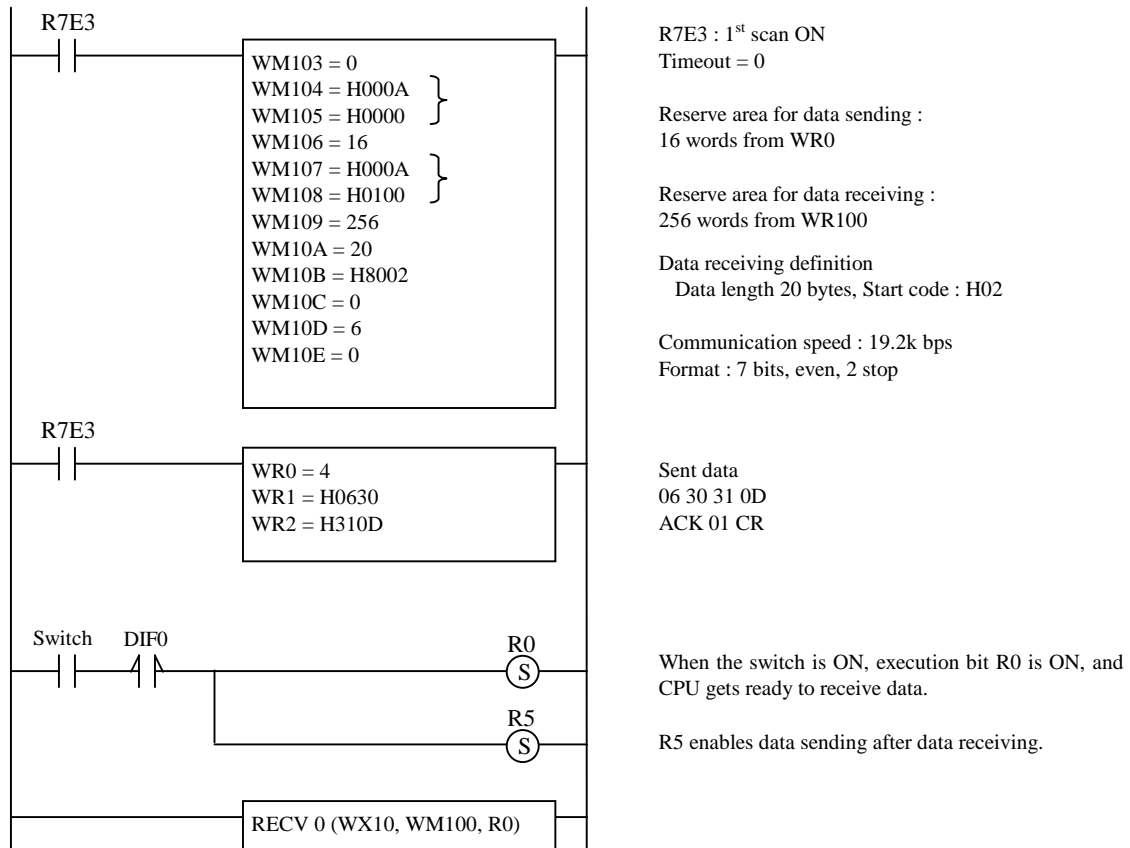 R7E3
WM103 = 0
WM104 = H000A
WM105 = H0000
WM106 = 16
WM107 = H000A
WM108 = H0100
WM109 = 256
WM10A = 20
WM10B = H8002
WM10C = 0
WM10D = 6
WM10E = 0
R7E3 : 1st scan ON
Timeout = 0
Reserve area for data sending :
16 words from WR0
Reserve area for data receiving :
256 words from WR100
Data receiving definition
Data length 20 bytes, Start code : H02
Communication speed : 19.2k bps
Format : 7 bits, even, 2 stop
R7E3
WR0 = 4
WR1 = H0630
WR2 = H310D
Sent data
06 30 31 0D
ACK 01 CR
Switch DIF0
R0
S
R5
S
When the switch is ON, execution bit R0 is ON, and
CPU gets ready to receive data.
R5 enables data sending after data receiving.
RECV 0 (WX10, WM100, R0)